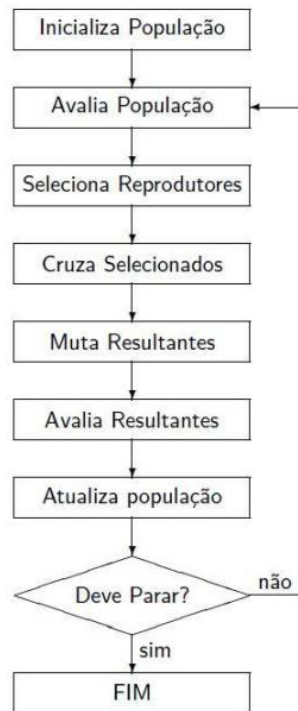 Inicializa População
Avalia População
Seleciona Reprodutores
Cruza Selecionados
Muta Resultantes
Avalia Resultantes
Atualiza população
Deve Parar?
não
sim
FIM